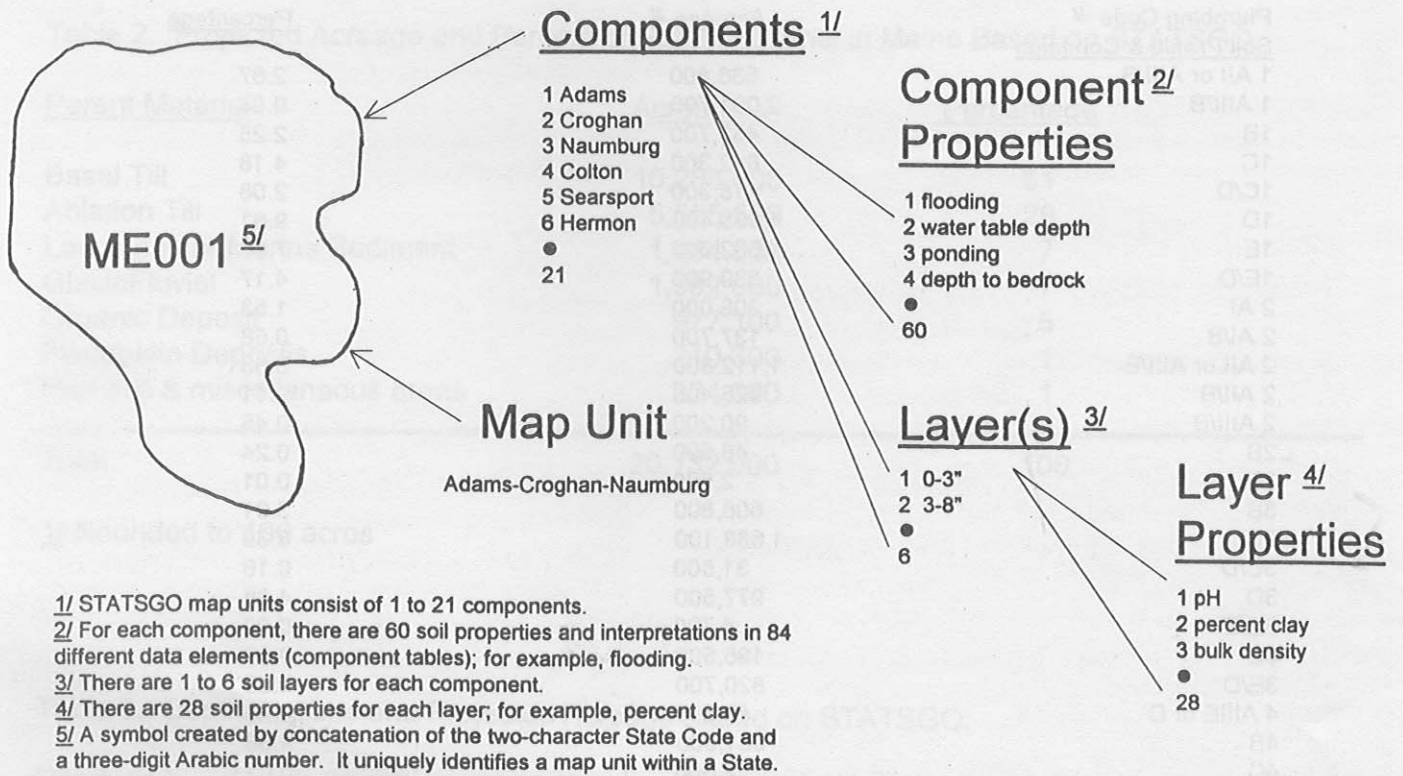 Components 1/
1 Adams
2 Croghan
3 Naumburg
4 Colton
5 Searsport
6 Hermon
●
21
Component 2/
Properties
1 flooding
2 water table depth
3 ponding
4 depth to bedrock
●
60
ME001 5/
Map Unit
Adams-Croghan-Naumburg
Layer(s) 3/
1 0-3"
2 3-8"
●
6
Layer 4/
Properties
1 pH
2 percent clay
3 bulk density
●
28
1/ STATSGO map units consist of 1 to 21 components.
2/ For each component, there are 60 soil properties and interpretations in 84
different data elements (component tables); for example, flooding.
3/ There are 1 to 6 soil layers for each component.
4/ There are 28 soil properties for each layer; for example, percent clay.
5/ A symbol created by concatenation of the two-character State Code and
a three-digit Arabic number. It uniquely identifies a map unit within a State.